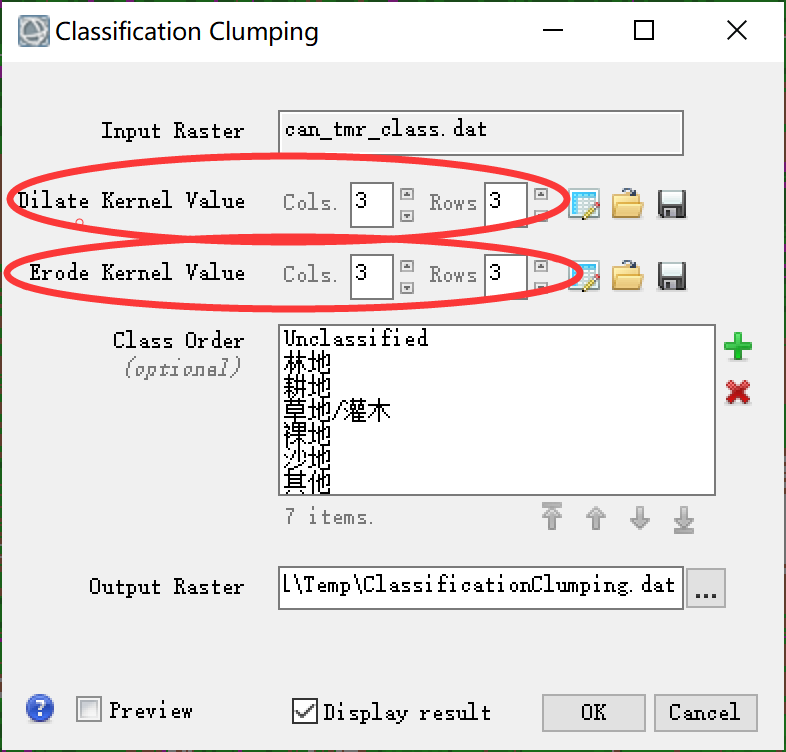 Classification Clumping
Input Raster can_tmr_class.dat
Dilate Kernel Value Cols. 3 Rows 3
Erode Kernel Value Cols. 3 Rows 3
Class Order
(optional)
Unclassified
林地
耕地
草地/灌木
裸地
沙地
其他
7 items.
Output Raster l\Temp\ClassificationClumping.dat ...
Preview Display result OK Cancel